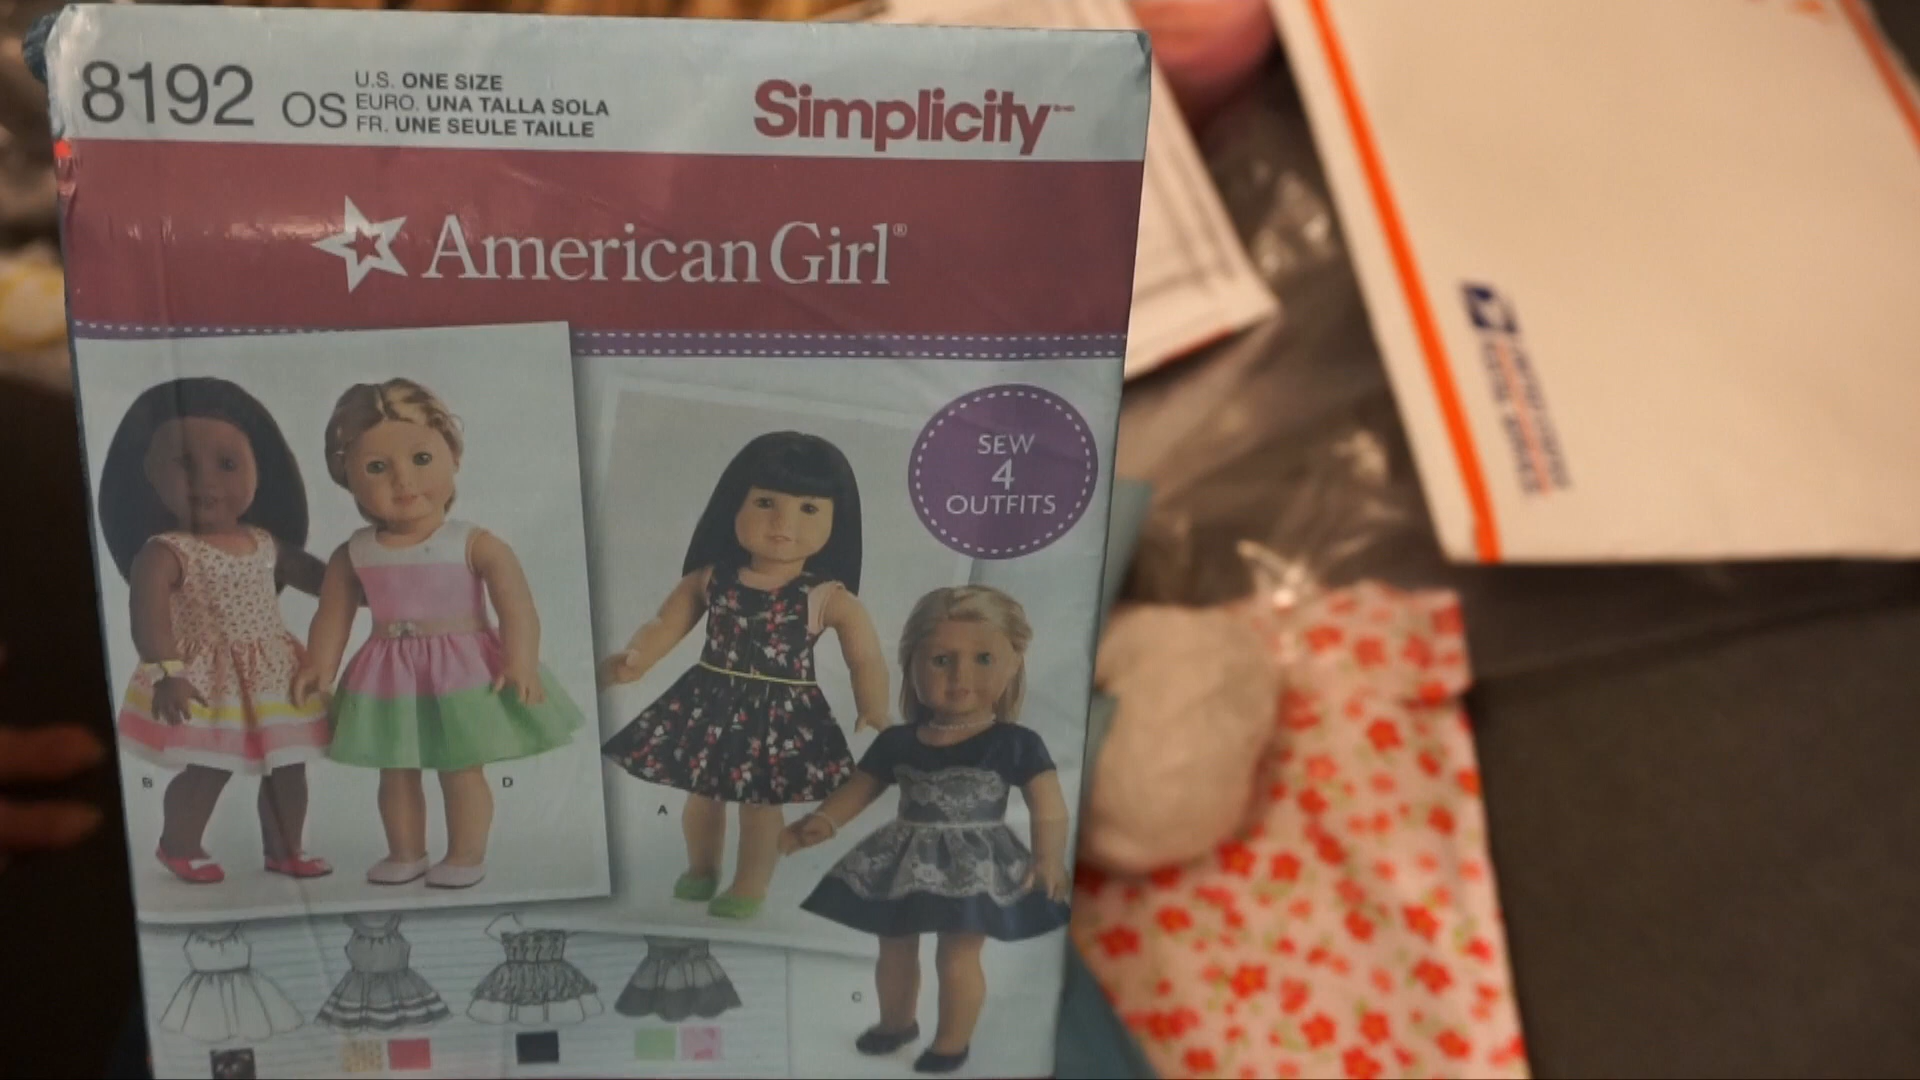 8192
OS
U.S. ONE SIZE
EURO. UNA TALLA SOLA
FR. UNE SEULE TAILLE
Simplicity
American Girl®
SEW
4
OUTFITS
B
D
A
C